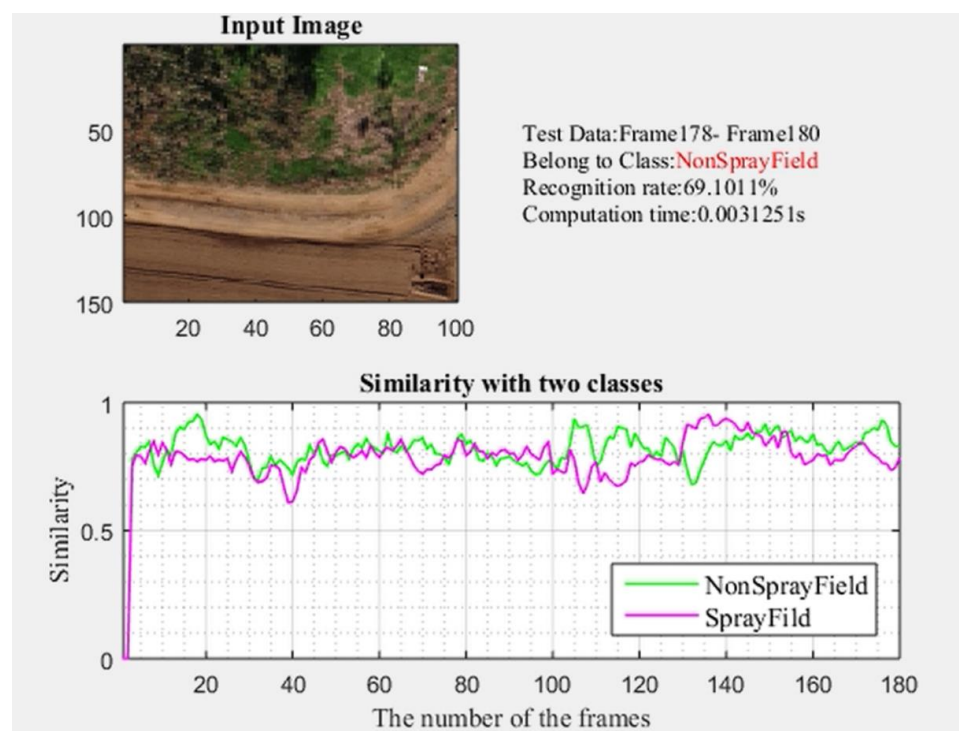 Input Image
50
100
150
20 40 60 80 100
Test Data:Frame178- Frame180
Belong to Class:NonSprayField
Recognition rate:69.1011%
Computation time:0.0031251s
Similarity with two classes
1
0.5
0
Similarity
NonSprayField
SprayFild
20 40 60 80 100 120 140 160 180
The number of the frames